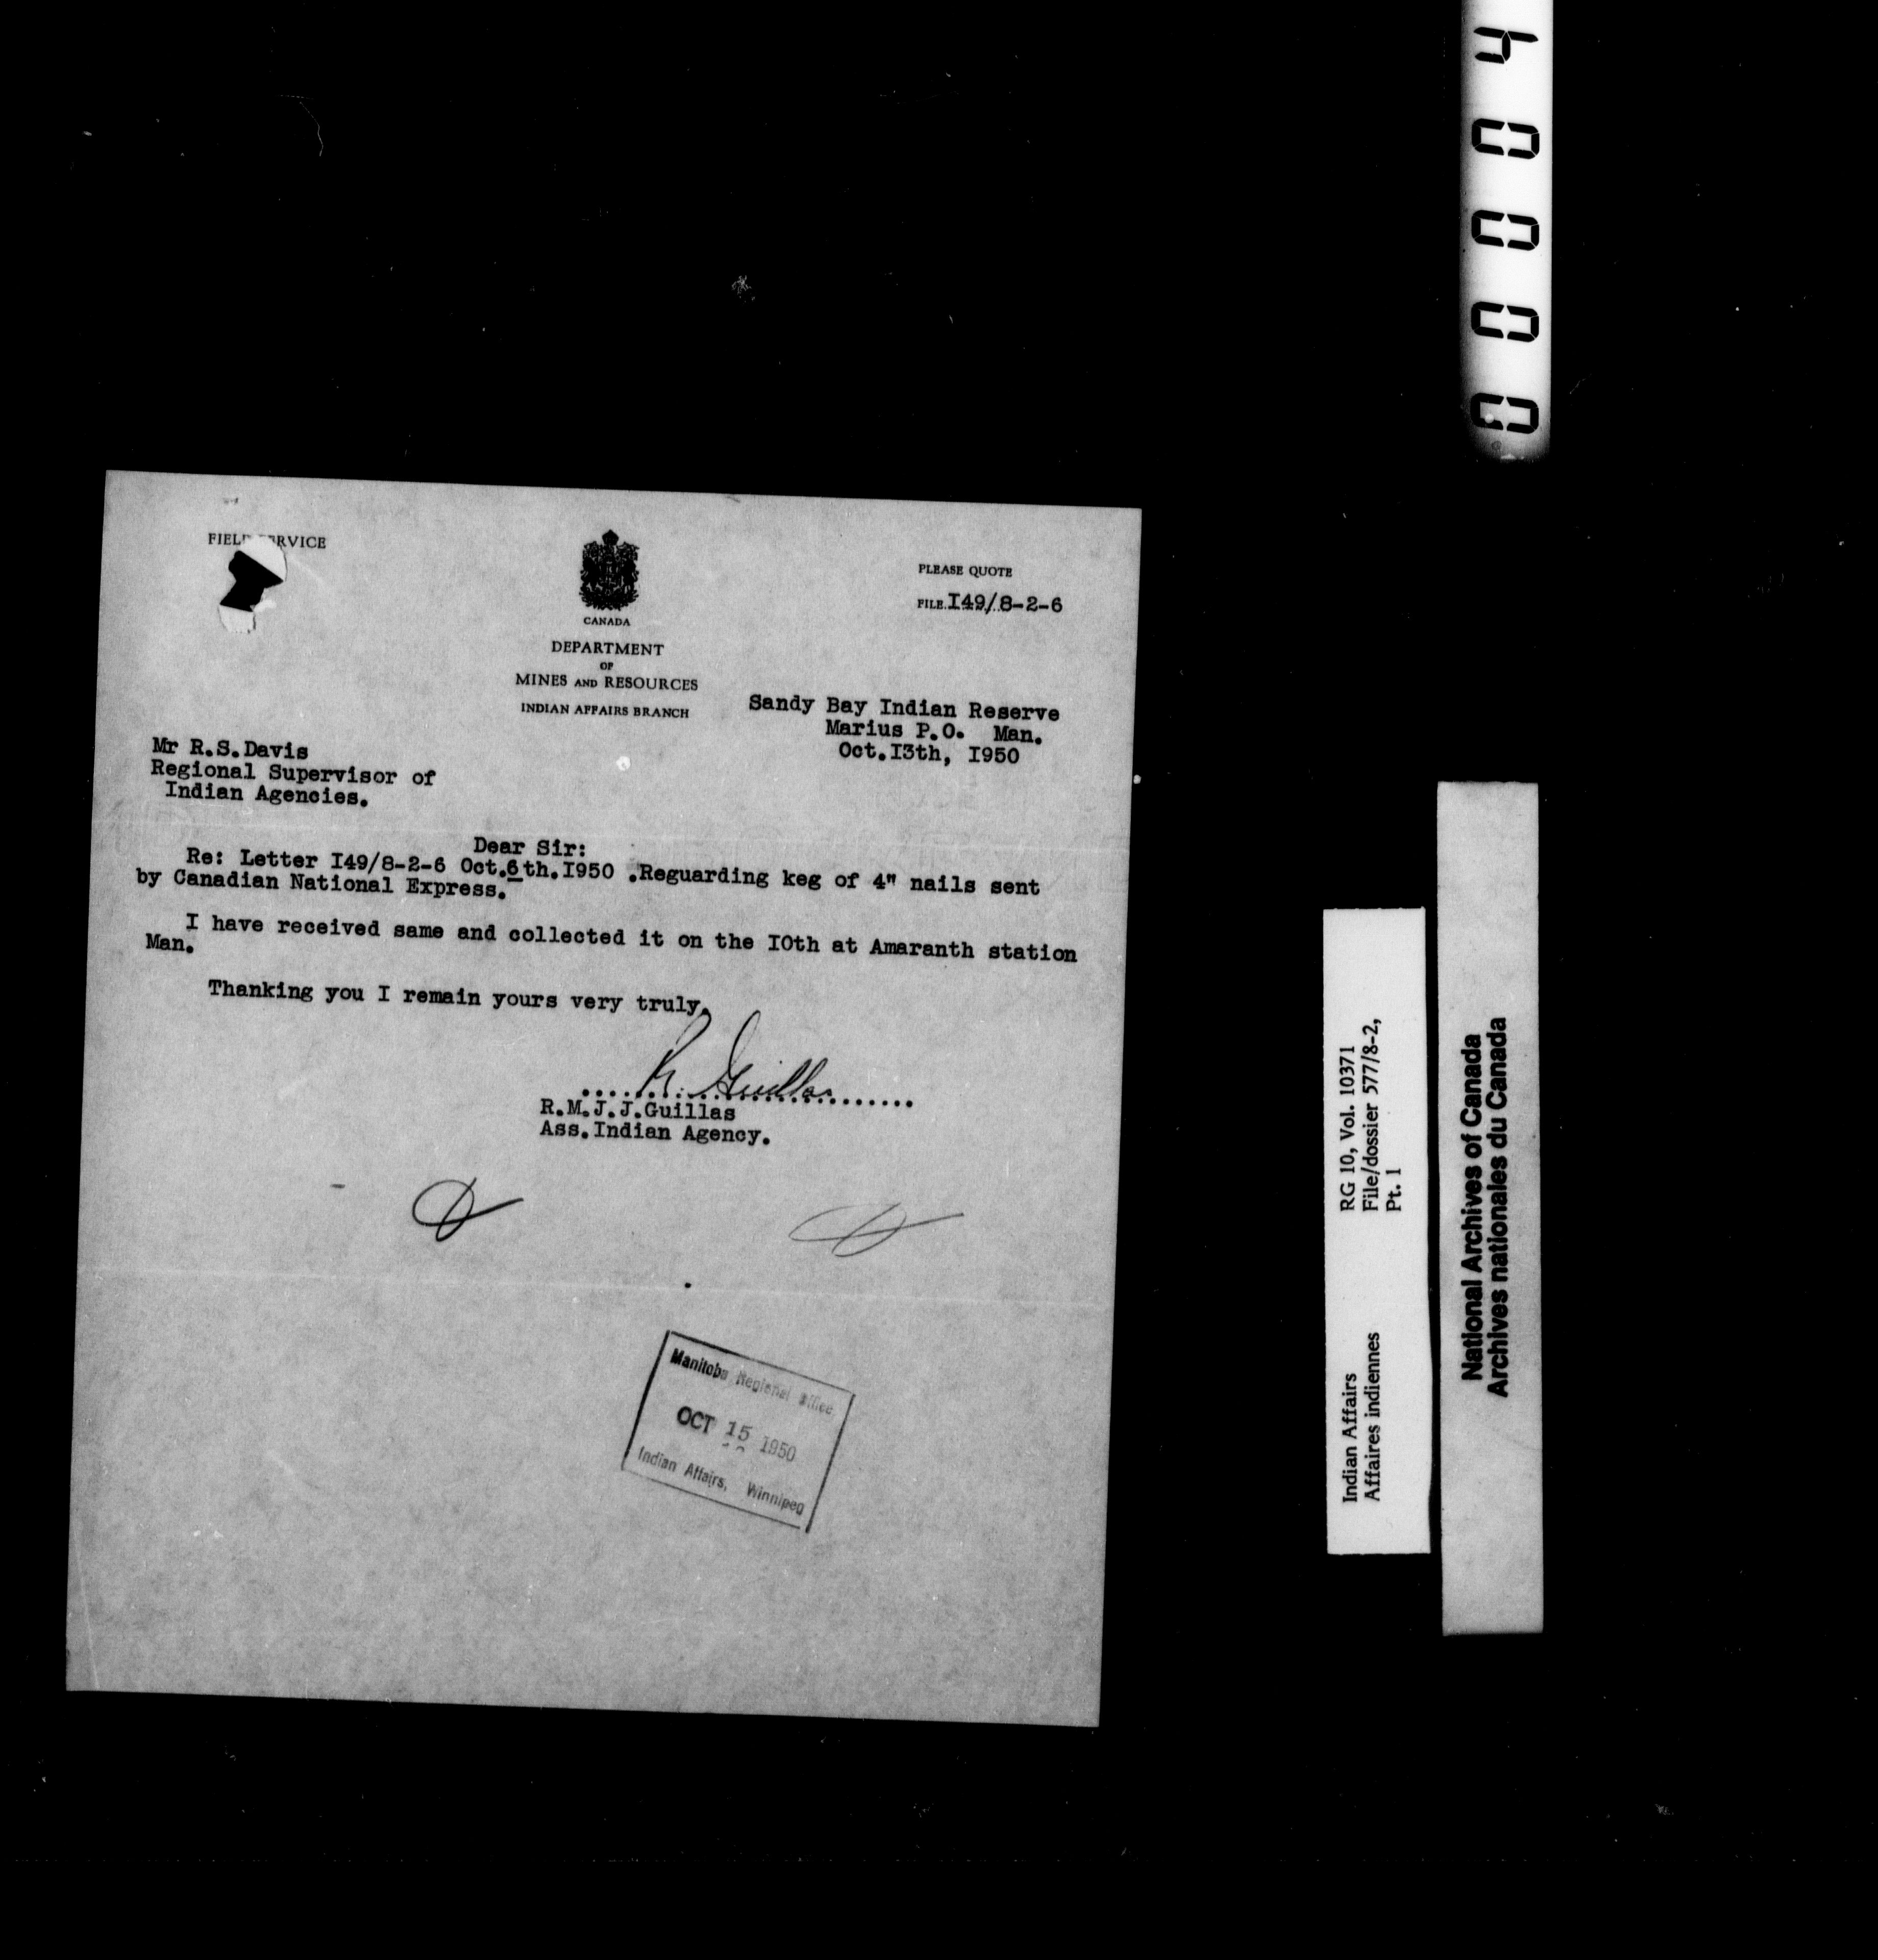 FIELD SERVICE
CANADA
DEPARTMENT
OF
MINES AND RESOURCES
INDIAN AFFAIRS BRANCH
PLEASE QUOTE
FILE.I49/8-2-6
Sandy Bay Indian Reserve
Marius P.O. Man.
Oct.I3th, I950
Mr R.S.Davis
Regional Supervisor of
Indian Agencies.
Dear Sir:
Re: Letter I49/8-2-6 Oct.6th.I950 .Reguarding keg of 4" nails sent
by Canadian National Express.
I have received same and collected it on the IOth at Amaranth station
Man.
Thanking you I remain yours very truly.
R. Guillas
R.M.J.J.Guillas
Ass.Indian Agency.
Manitoba Regional Office
OCT 15 1950
Indian Affairs, Winnipeg
00004
RG 10, Vol. 10371
File/dossier 577/8-2,
Pt. 1
Indian Affairs
Affaires indiennes
National Archives of Canada
Archives nationales du Canada